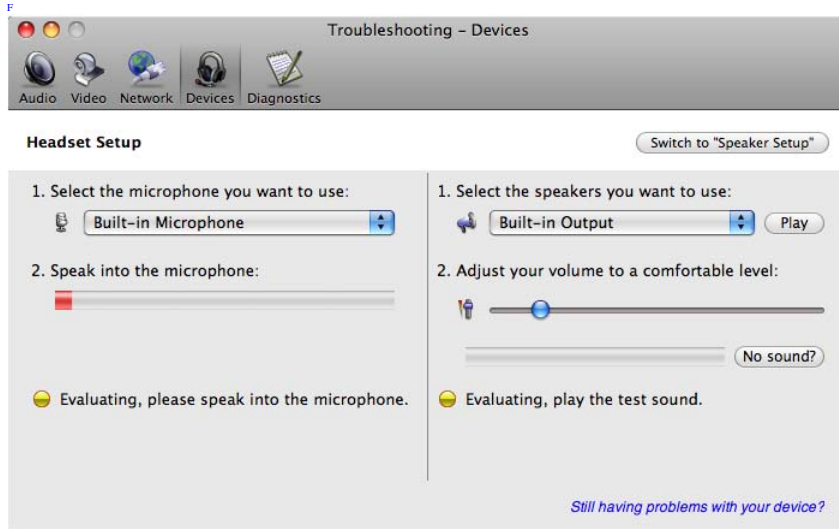 F
Troubleshooting – Devices
Audio Video Network Devices Diagnostics
Headset Setup
Switch to "Speaker Setup"
1. Select the microphone you want to use:
Built-in Microphone
2. Speak into the microphone:
Evaluating, please speak into the microphone.
1. Select the speakers you want to use:
Built-in Output
Play
2. Adjust your volume to a comfortable level:
No sound?
Evaluating, play the test sound.
Still having problems with your device?